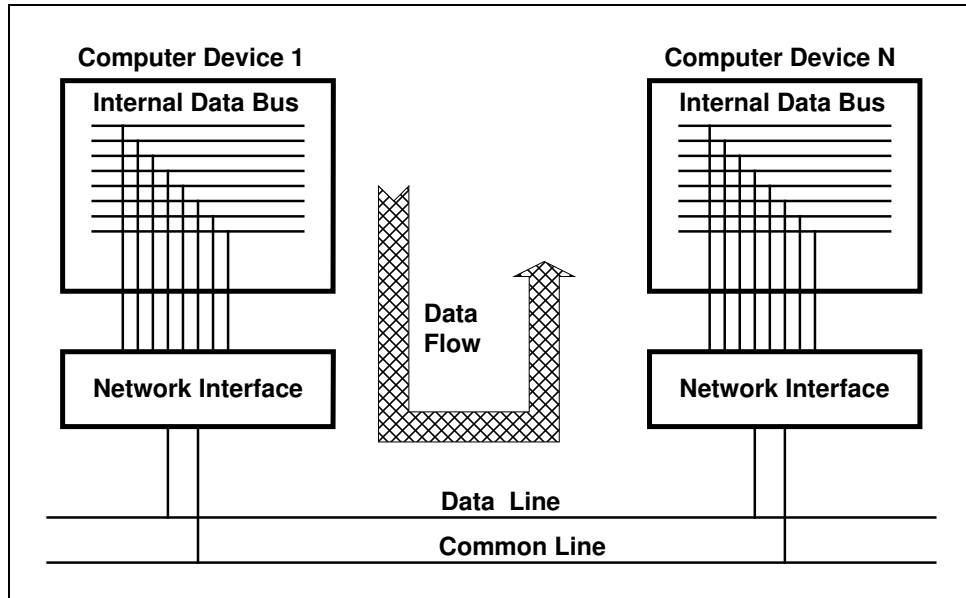 Computer Device 1
Computer Device N
Internal Data Bus
Internal Data Bus
Data
Flow
Network Interface
Network Interface
Data Line
Common Line